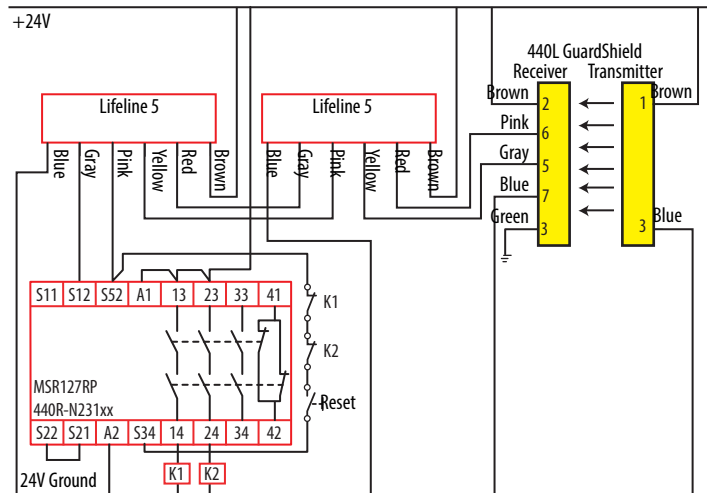 +24V
440L GuardShield
Receiver Transmitter
Lifeline 5
Lifeline 5
Brown 2 1 Brown
Pink 6
Gray 5
Blue 7
Green 3 3 Blue
Blue Gray Pink Yellow Red Brown
Blue Gray Pink Yellow Red Brown
S11 S12 S52 A1 13 23 33 41
K1
K2
Reset
MSR127RP
440R-N231xx
S22 S21 A2 S34 14 24 34 42
24V Ground
K1 K2